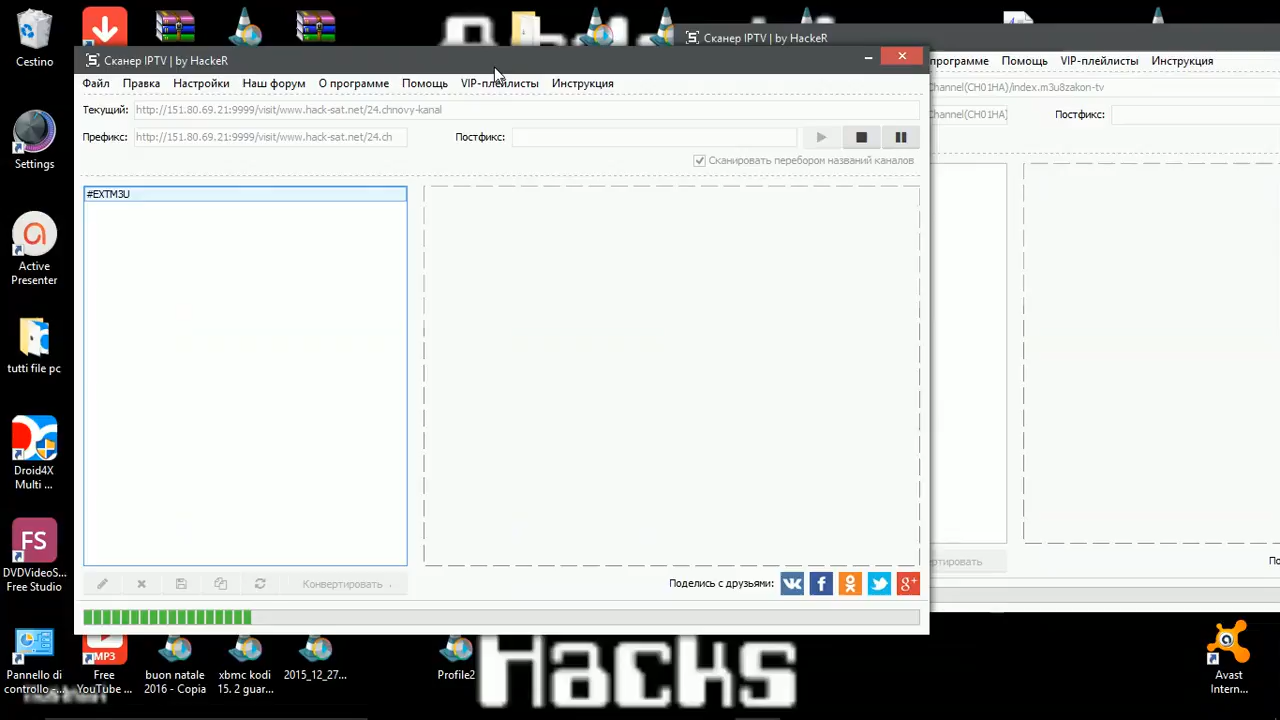 Сканер IPTV | by HackeR
Сканер IPTV | by HackeR
Файл Правка Настройки Наш форум О программе Помощь VIP-плейлисты Инструкция
программе Помощь VIP-плейлисты Инструкция
Текущий: http://151.80.69.21:9999/visit/www.hack-sat.net/24.chnovy-kanal
Channel(CH01HA)/index.m3u8zakon-tv
Префикс: http://151.80.69.21:9999/visit/www.hack-sat.net/24.ch Постфикс:
Channel(CH01HA) Постфикс:
Сканировать перебором названий каналов
#EXTM3U
Конвертировать
ертировать
Поделись с друзьями:
По
Cestino
Settings
Active
Presenter
tutti file pc
Droid4X
Multi ...
DVDVideoS...
Free Studio
Pannello di
controllo -...
MP3
Free
YouTube ...
buon natale
2016 - Copia
xbmc kodi
15. 2 guar...
2015_12_27...
Profile2
Hacks
Avast
Intern...